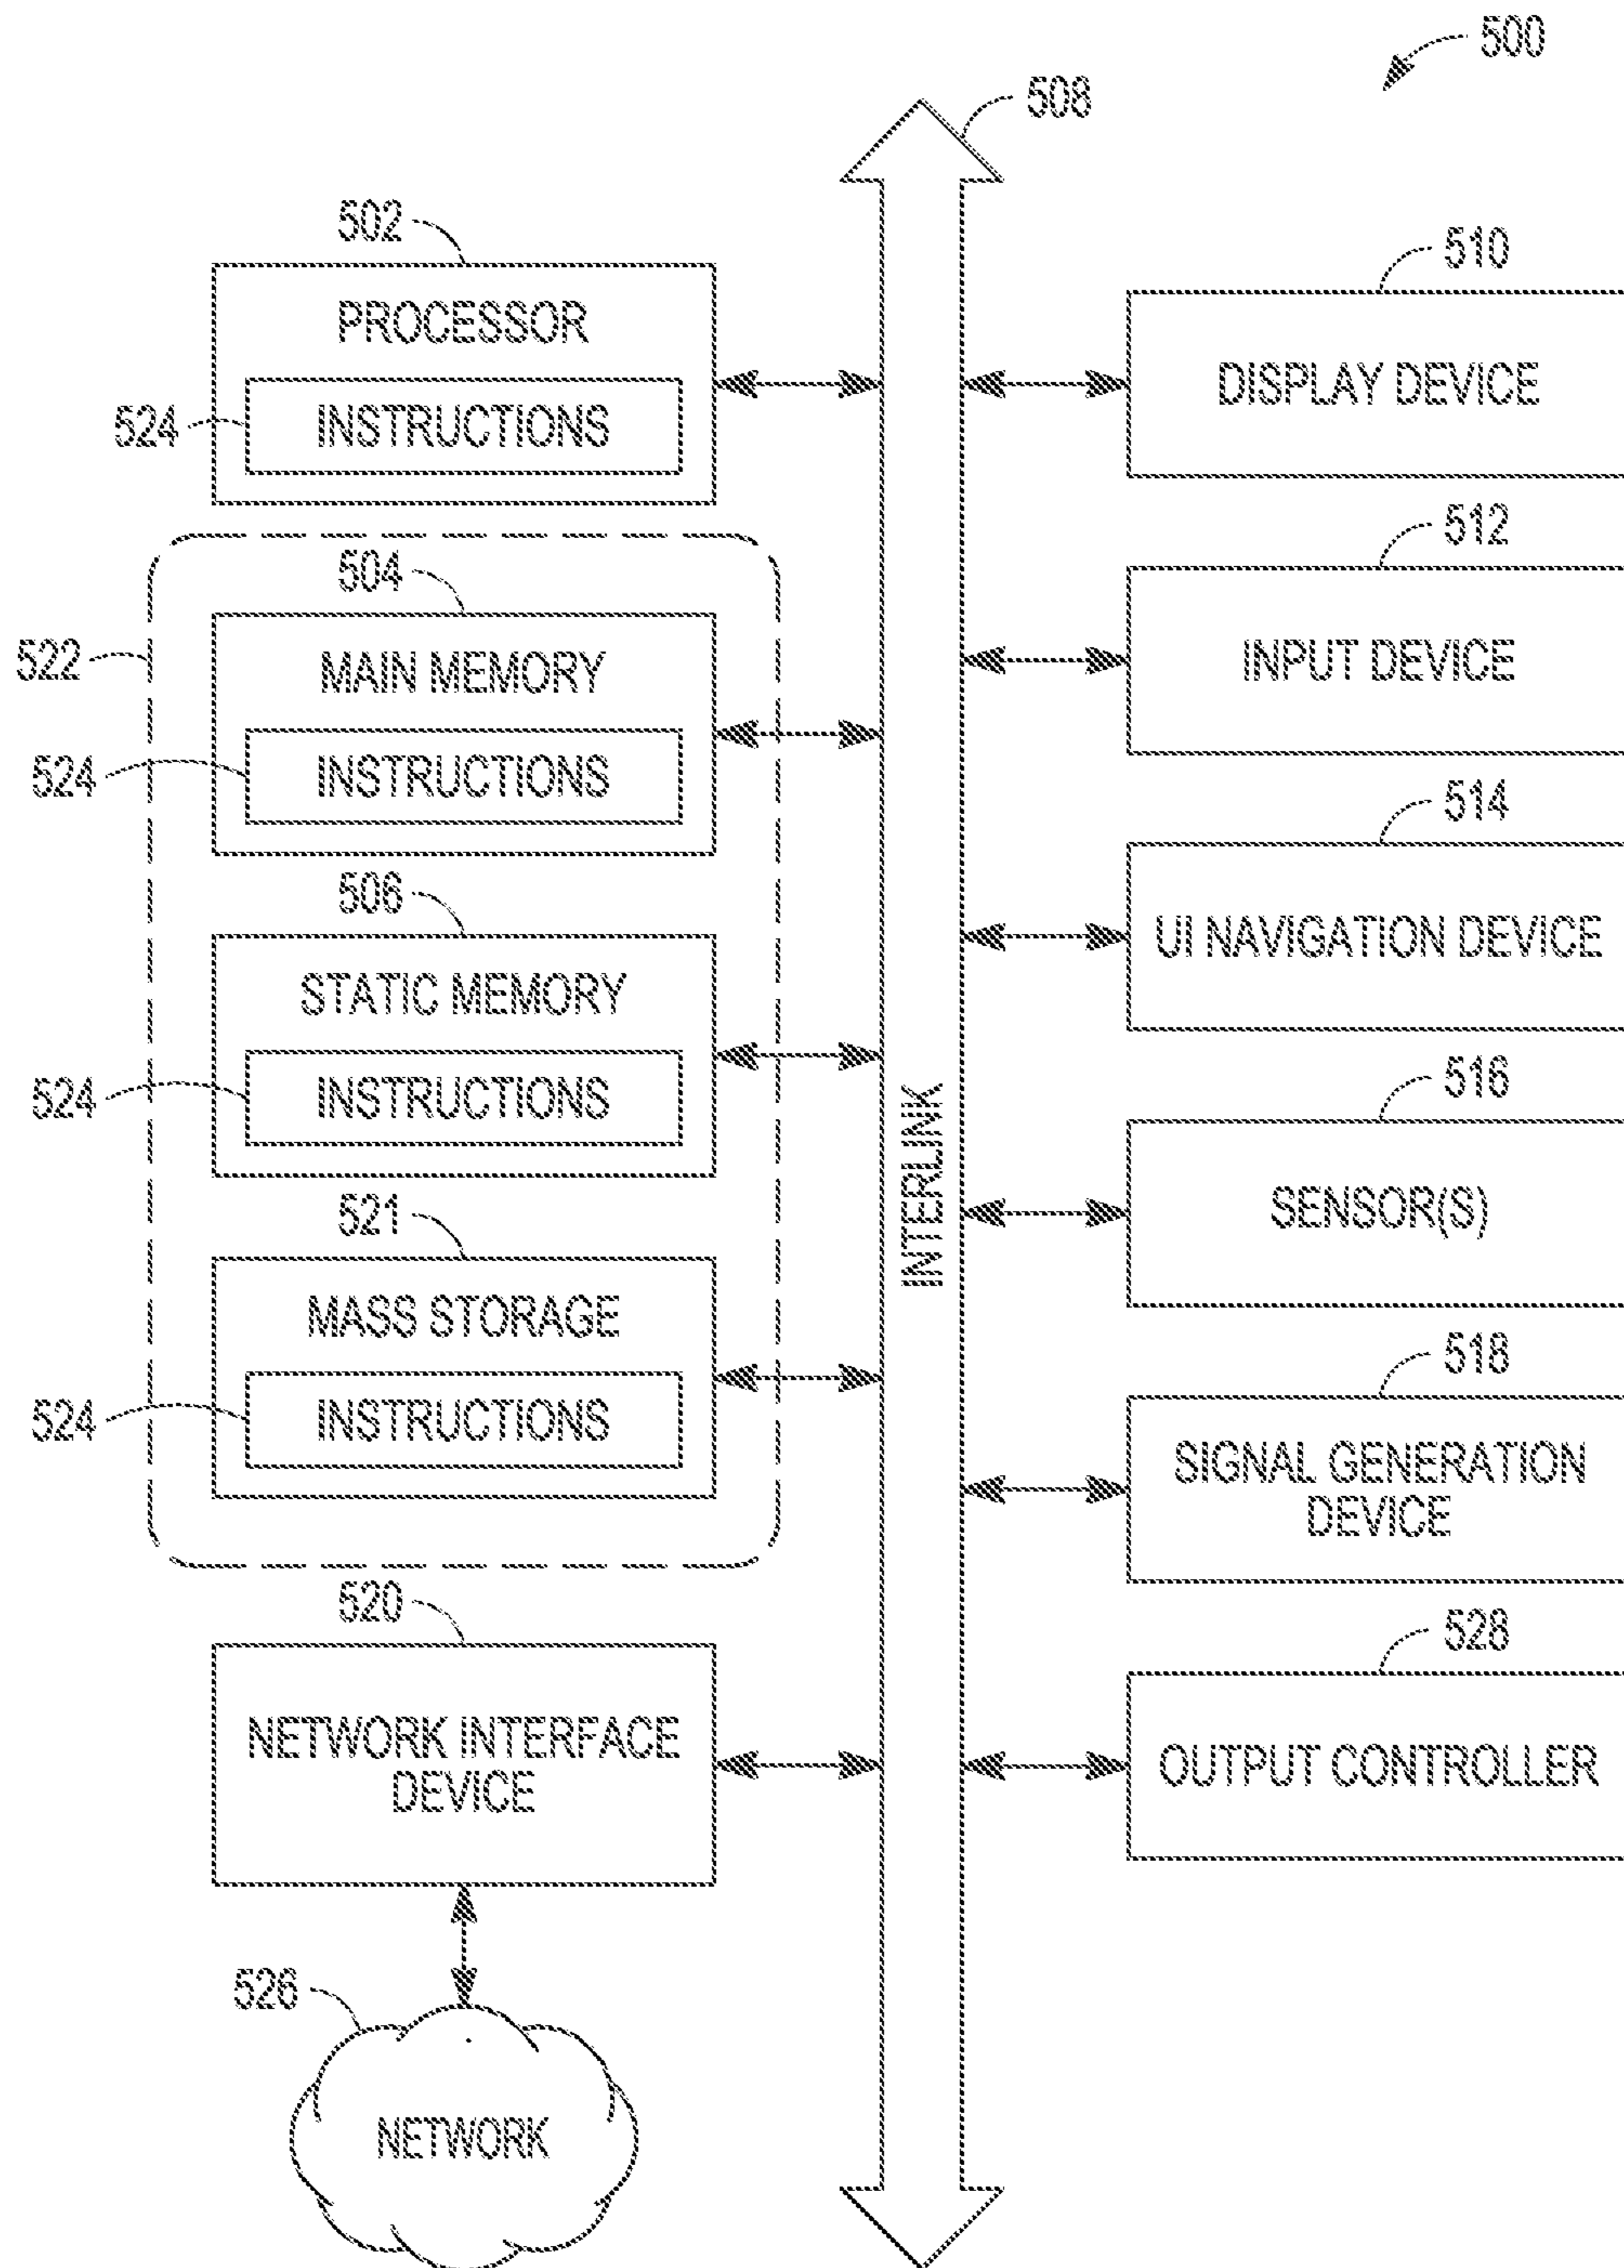 500
508
502
PROCESSOR
524
INSTRUCTIONS
504
522
MAIN MEMORY
524
INSTRUCTIONS
506
STATIC MEMORY
524
INSTRUCTIONS
521
MASS STORAGE
524
INSTRUCTIONS
520
NETWORK INTERFACE
DEVICE
526
NETWORK
INTERLINK
510
DISPLAY DEVICE
512
INPUT DEVICE
514
UI NAVIGATION DEVICE
516
SENSOR(S)
518
SIGNAL GENERATION
DEVICE
528
OUTPUT CONTROLLER